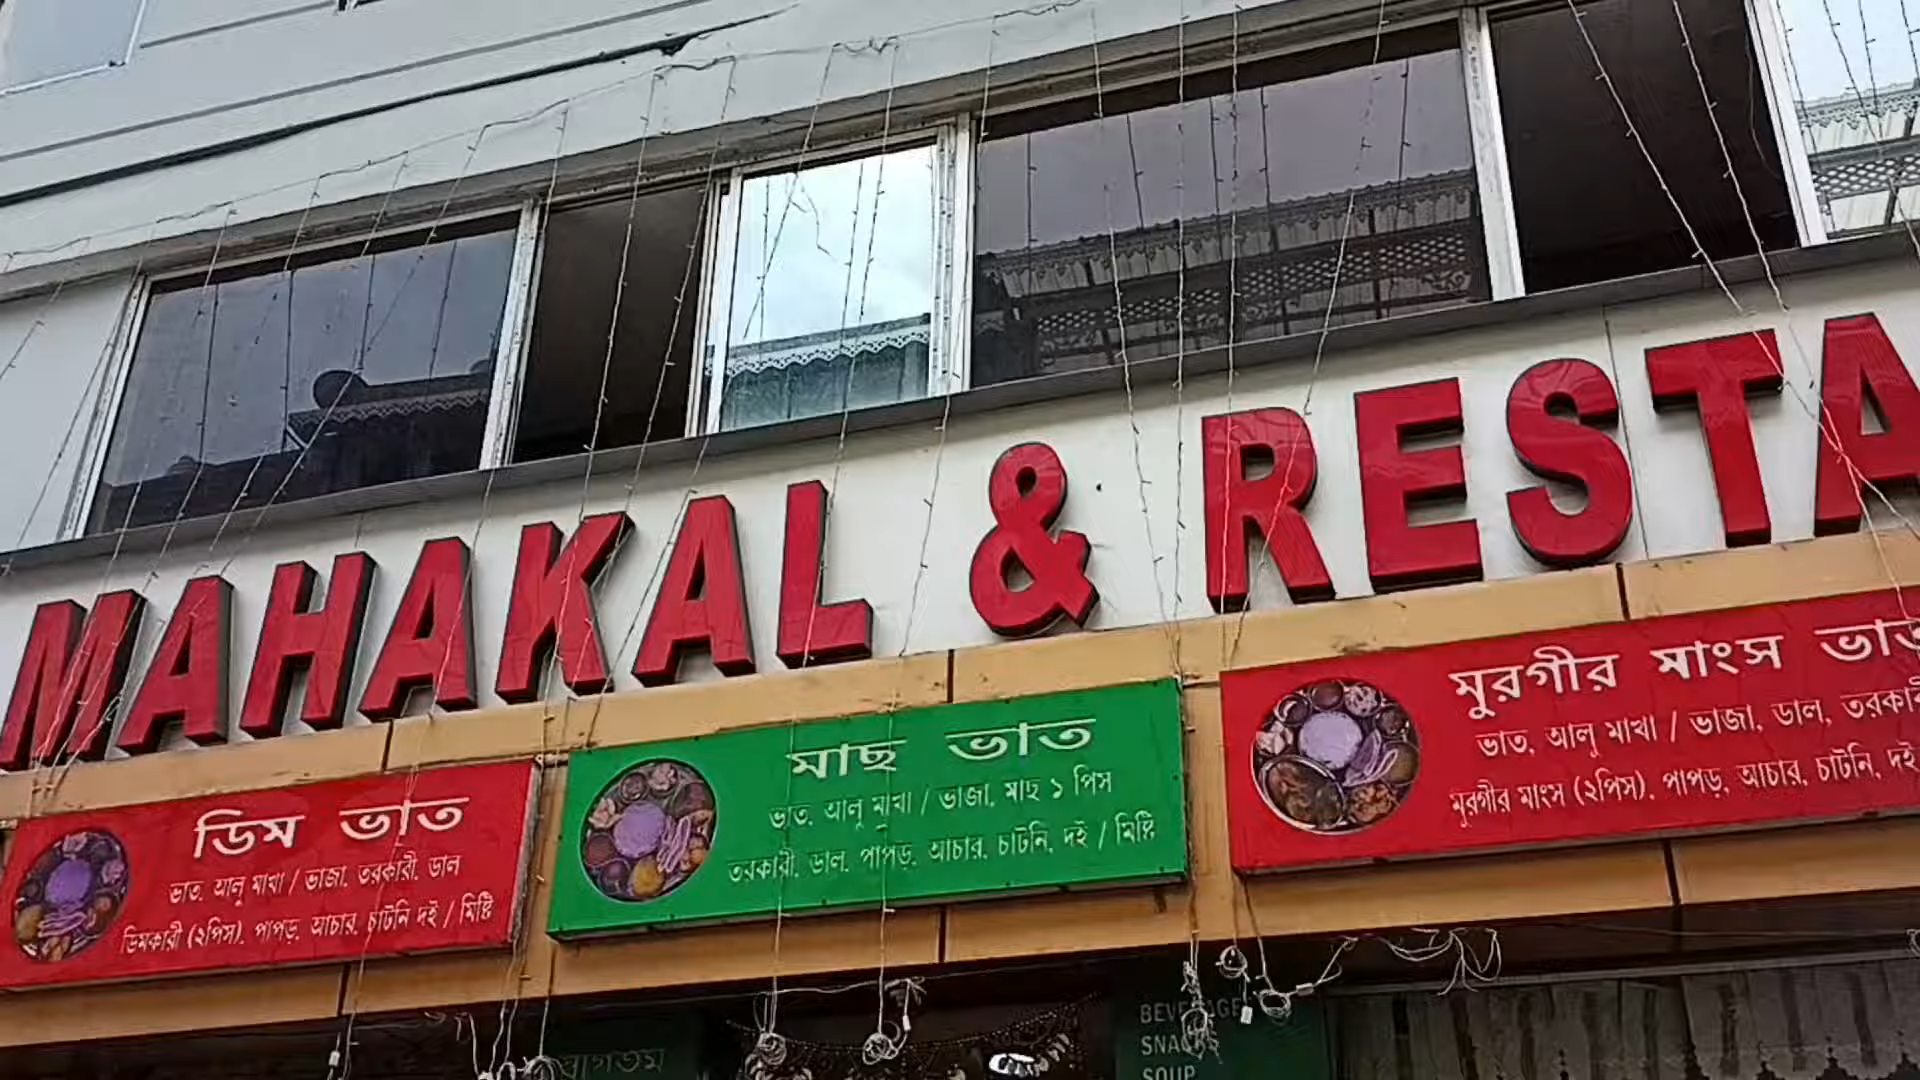 MAHAKAL & RESTA
ডিম ভাত
ভাত, আলু মাখা / ভাজা, তরকারী, ডাল
ডিমকারী (২পিস), পাপড়, আচার, চাটনি দই / মিষ্টি
মাছ ভাত
ভাত, আলু মাখা / ভাজা, মাছ ১ পিস
তরকারী, ডাল, পাপড়, আচার, চাটনি, দই / মিষ্টি
মুরগীর মাংস ভাত
ভাত, আলু মাখা / ভাজা, ডাল, তরকারী
মুরগীর মাংস (২পিস), পাপড়, আচার, চাটনি, দই
স্বাগতম
BEVERAGE
SNACKS
SOUP